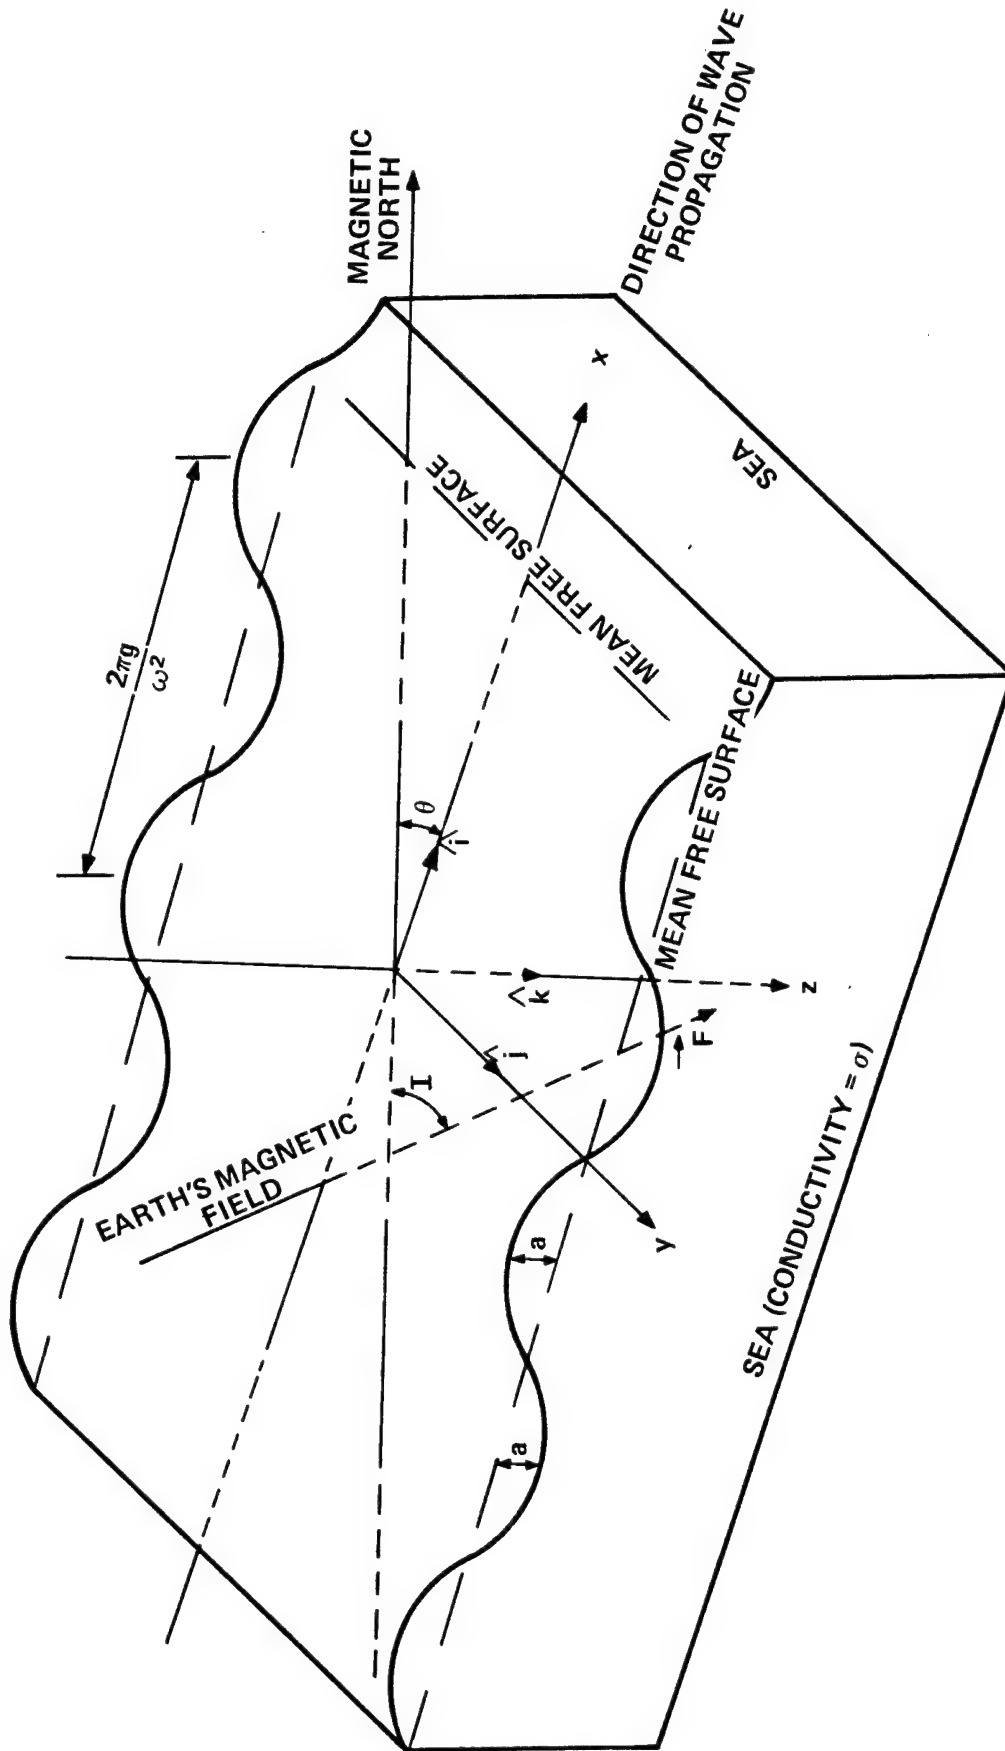 2πg
ω²
MAGNETIC
NORTH
DIRECTION OF WAVE
PROPAGATION
x
MEAN FREE SURFACE
SEA
θ
î
EARTH'S MAGNETIC
FIELD
I
ĵ
k̂
y
z
F
a
a
MEAN FREE SURFACE
SEA (CONDUCTIVITY = σ)